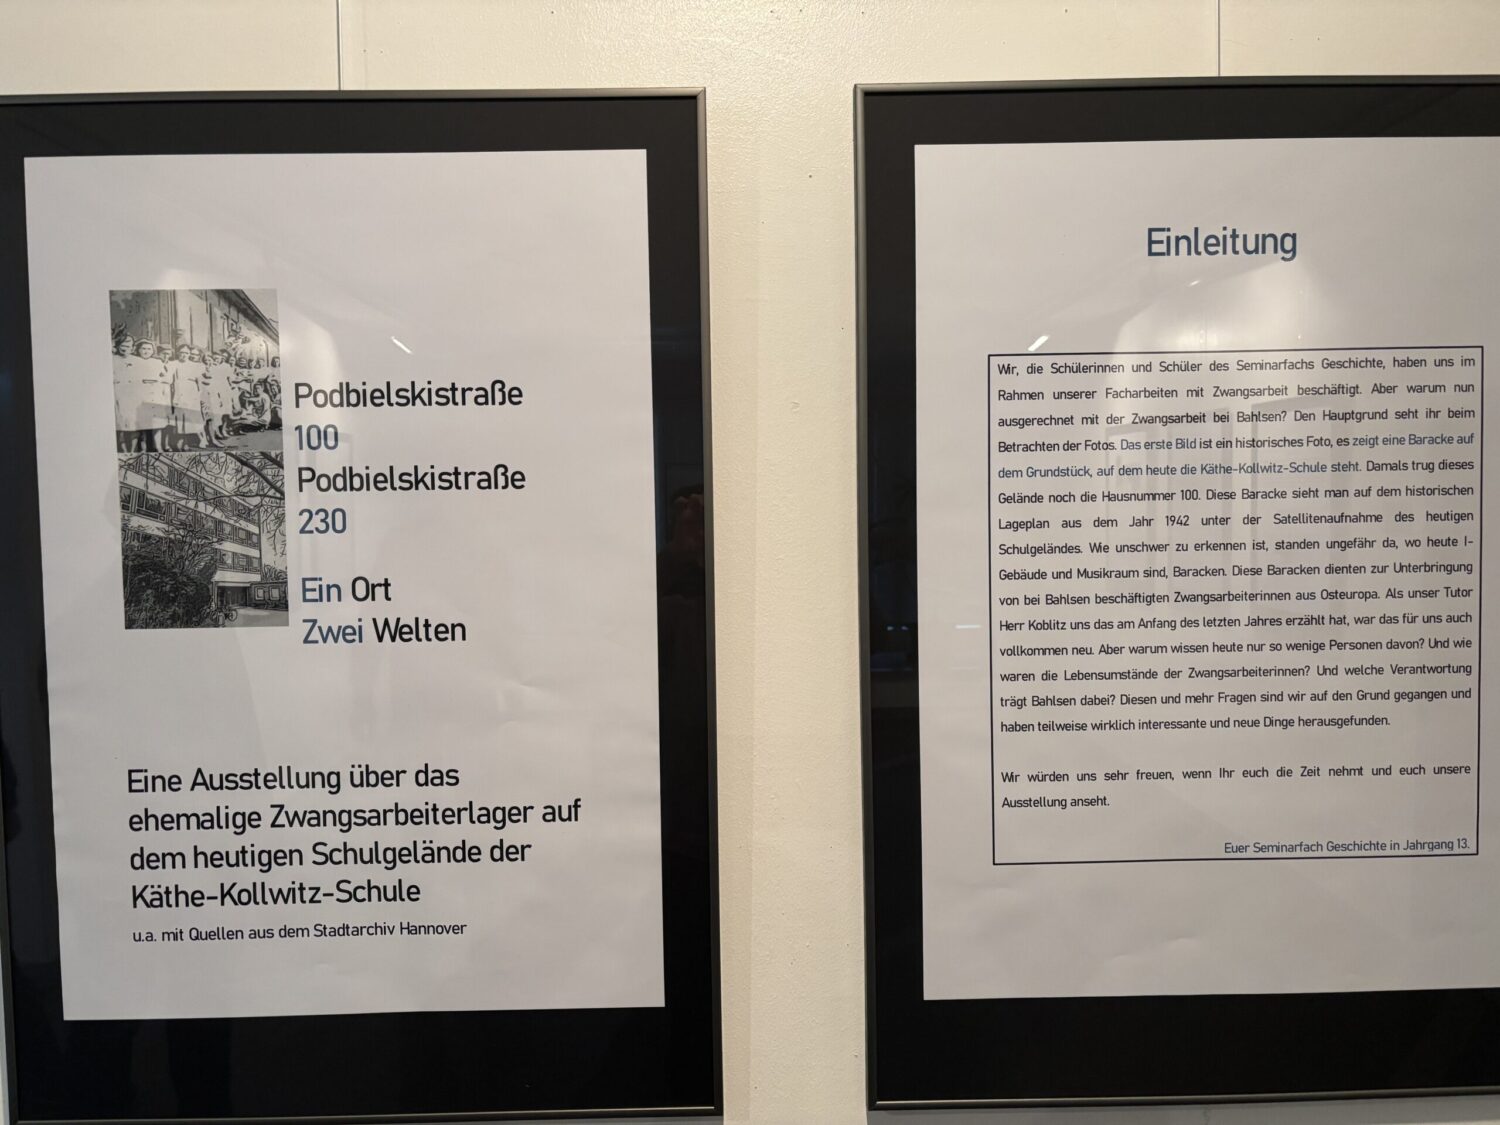 Podbielskistraße
100
Podbielskistraße
230
Ein Ort
Zwei Welten
Eine Ausstellung über das
ehemalige Zwangsarbeiterlager auf
dem heutigen Schulgelände der
Käthe-Kollwitz-Schule
u.a. mit Quellen aus dem Stadtarchiv Hannover
Einleitung
Wir, die Schülerinnen und Schüler des Seminarfachs Geschichte, haben uns im
Rahmen unserer Facharbeiten mit Zwangsarbeit beschäftigt. Aber warum nun
ausgerechnet mit der Zwangsarbeit bei Bahlsen? Den Hauptgrund seht ihr beim
Betrachten der Fotos. Das erste Bild ist ein historisches Foto, es zeigt eine Baracke auf
dem Grundstück, auf dem heute die Käthe-Kollwitz-Schule steht. Damals trug dieses
Gelände noch die Hausnummer 100. Diese Baracke sieht man auf dem historischen
Lageplan aus dem Jahr 1942 unter der Satellitenaufnahme des heutigen
Schulgeländes. Wie unschwer zu erkennen ist, standen ungefähr da, wo heute I-
Gebäude und Musikraum sind, Baracken. Diese Baracken dienten zur Unterbringung
von bei Bahlsen beschäftigten Zwangsarbeiterinnen aus Osteuropa. Als unser Tutor
Herr Koblitz uns das am Anfang des letzten Jahres erzählt hat, war das für uns auch
vollkommen neu. Aber warum wissen heute nur so wenige Personen davon? Und wie
waren die Lebensumstände der Zwangsarbeiterinnen? Und welche Verantwortung
trägt Bahlsen dabei? Diesen und mehr Fragen sind wir auf den Grund gegangen und
haben teilweise wirklich interessante und neue Dinge herausgefunden.
Wir würden uns sehr freuen, wenn Ihr euch die Zeit nehmt und euch unsere
Ausstellung anseht.
Euer Seminarfach Geschichte in Jahrgang 13.